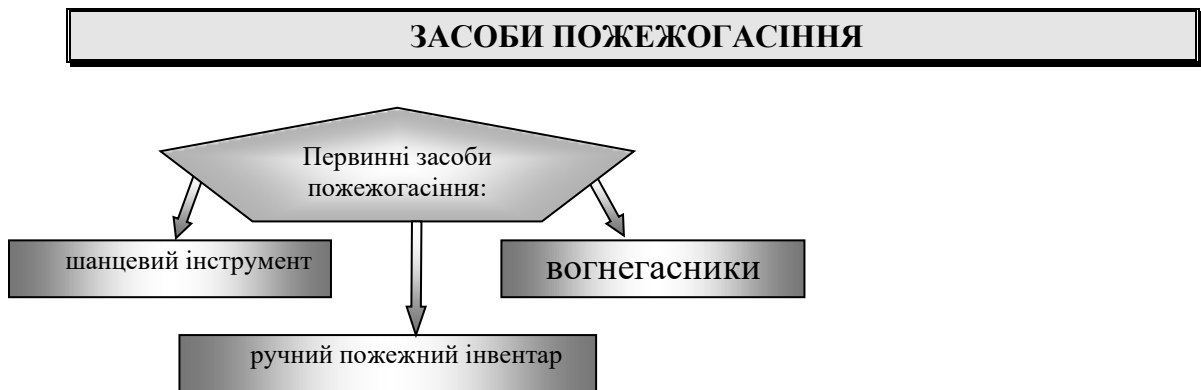 ЗАСОБИ ПОЖЕЖОГАСІННЯ
Первинні засоби
пожежогасіння:
шанцевий інструмент
вогнегасники
ручний пожежний інвентар